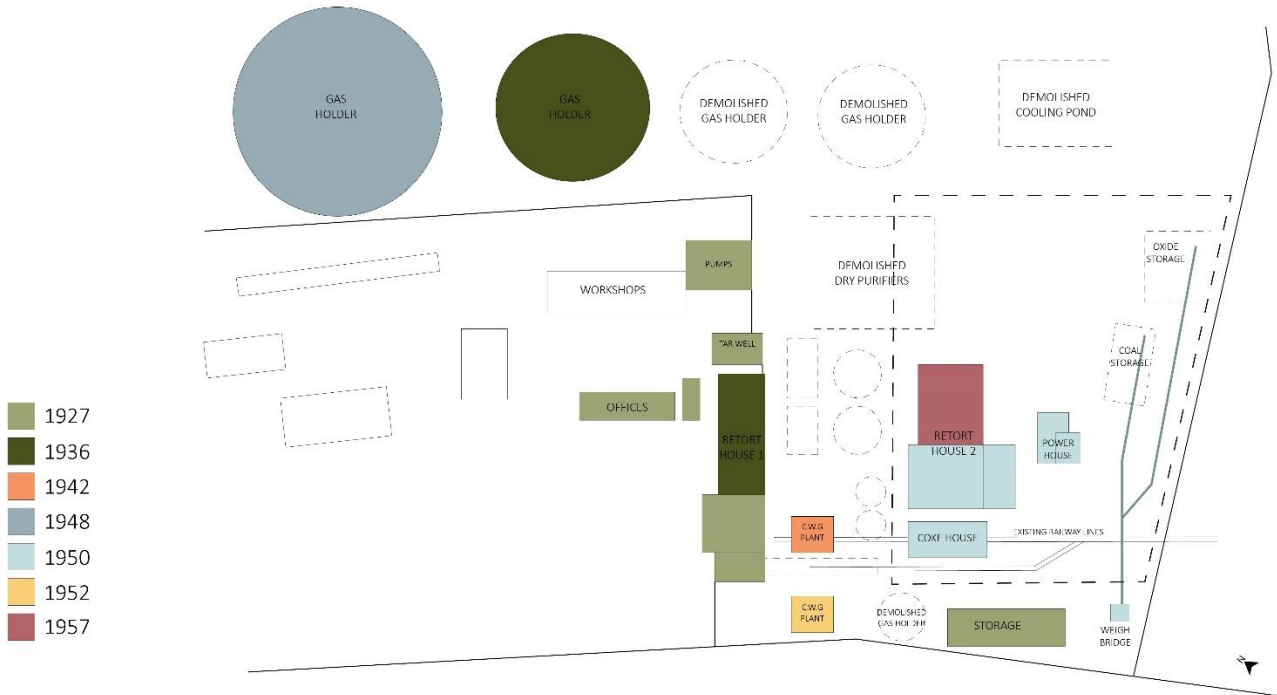 GAS
HOLDER
GAS
HOLDER
DEMOLISHED
GAS HOLDER
DEMOLISHED
GAS HOLDER
DEMOLISHED
COOLING POND
PUMPS
WORKSHOPS
DEMOLISHED
DRY PURIFIERS
OXIDE
STORAGE
TAR WELL
COAL
STORAGE
OFFICES
RETORT
HOUSE 1
RETORT
HOUSE 2
POWER
HOUSE
1927
1936
1942
1948
1950
1952
1957
C.W.G
PLANT
COKE HOUSE
EXISTING RAILWAY LINES
C.W.G
PLANT
DEMOLISHED
GAS HOLDER
STORAGE
WEIGH
BRIDGE
N